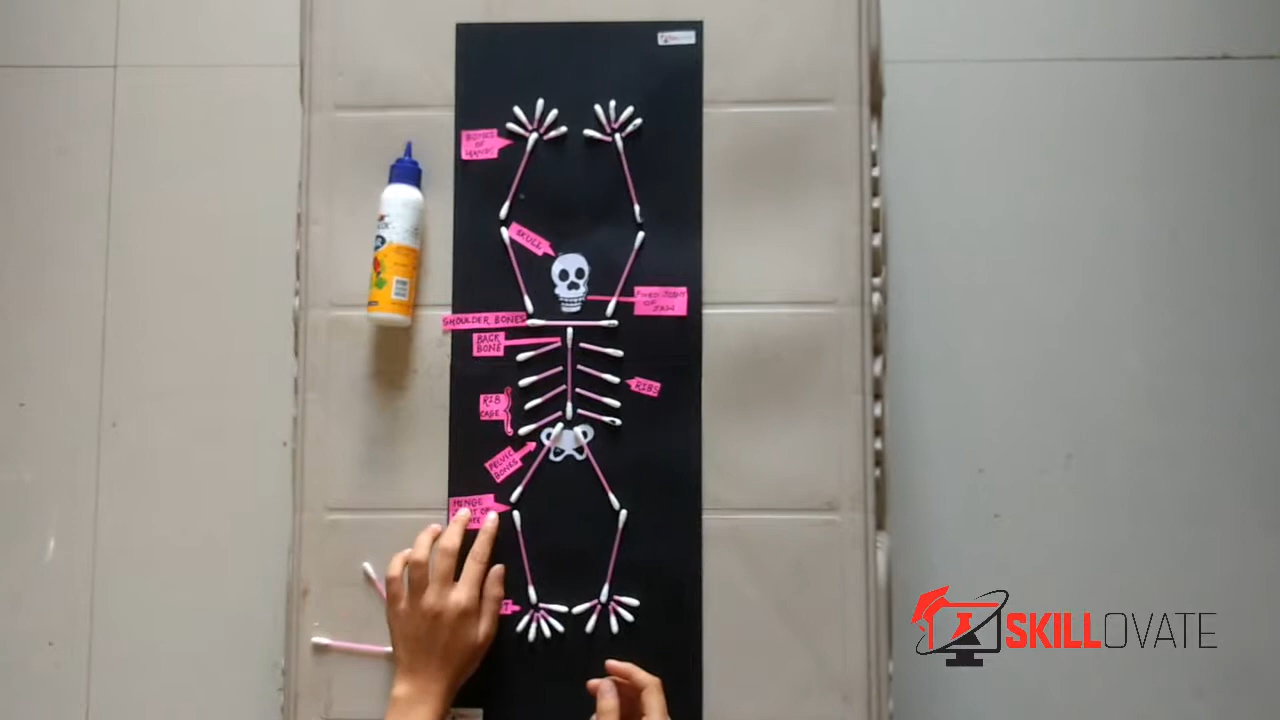 BONES
OF
HANDS
SKULL
FIXED JOINT
OF
JAW
SHOULDER BONES
BACK
BONE
RIBS
RIB
CAGE
PELVIC
BONES
HINGE
SKILLOVATE